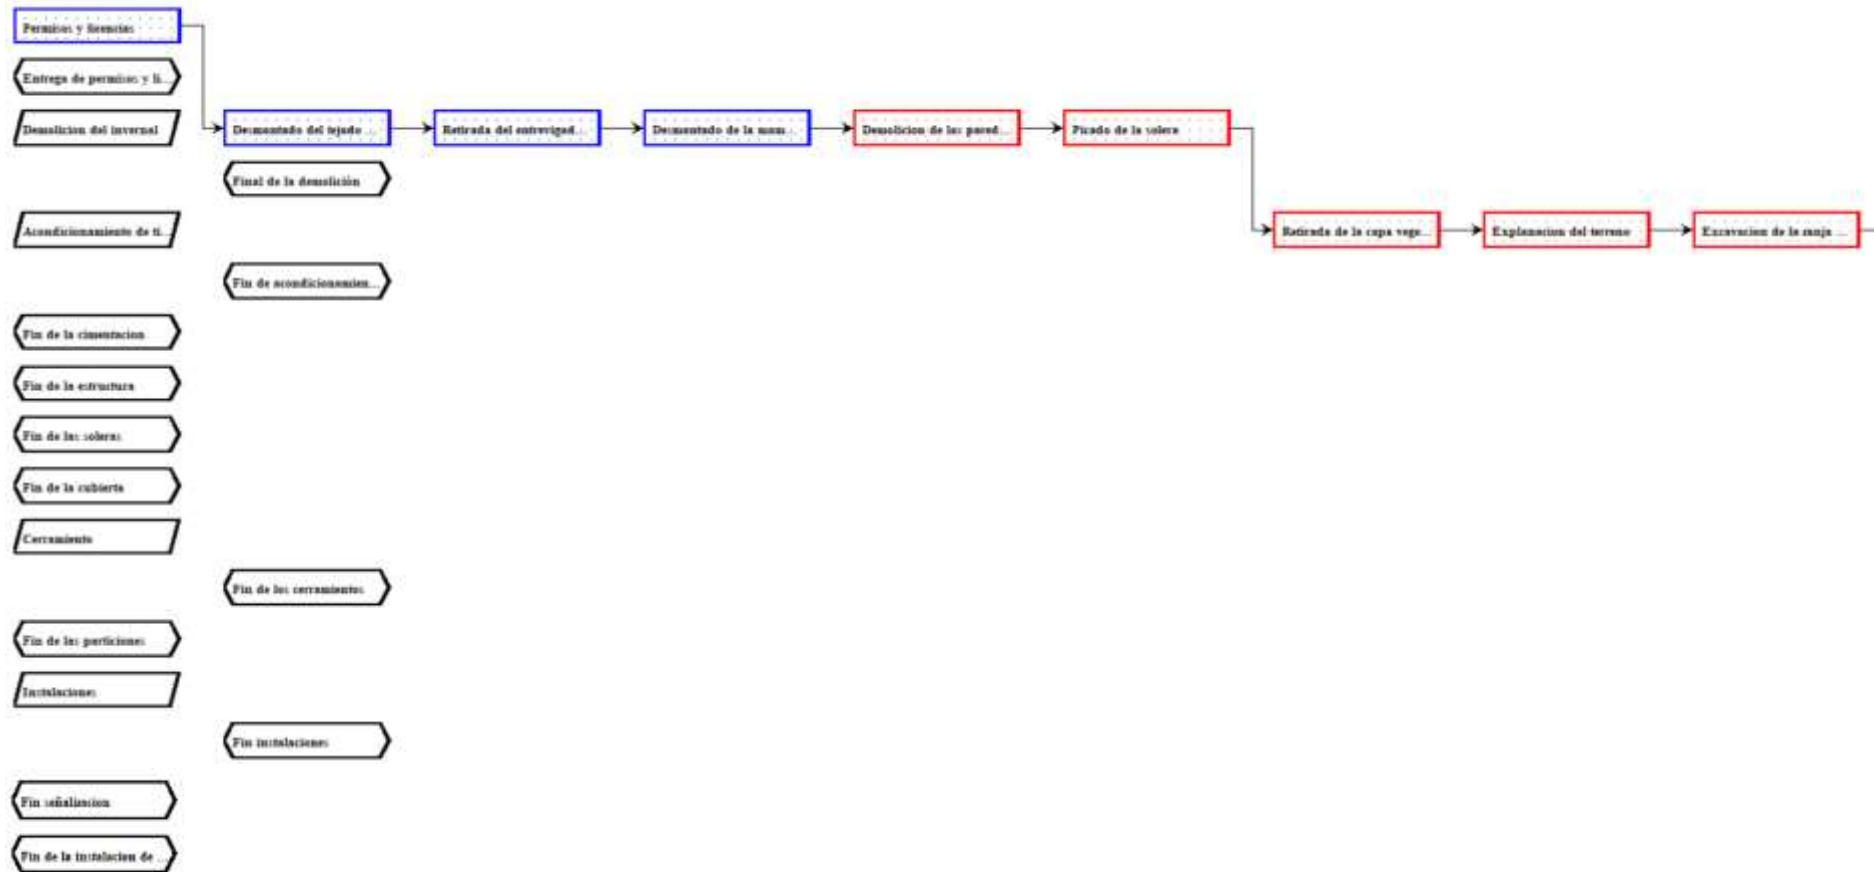 Permisos y licencias
Entrega de permisos y li...
Demolicion del invernal
Desmontado del tejado ...
Retirada del entrevigad...
Desmontado de la mam...
Demolicion de las pared...
Picado de la solera
Final de la demolición
Acondicionamiento de ti...
Retirada de la capa vege...
Explanacion del terreno
Excavacion de la zanja ...
Fin de acondicionamien...
Fin de la cimentacion
Fin de la estructura
Fin de las soleras
Fin de la cubierta
Cerramiento
Fin de los cerramientos
Fin de las particiones
Instalaciones
Fin instalaciones
Fin señalizacion
Fin de la instalacion de ...